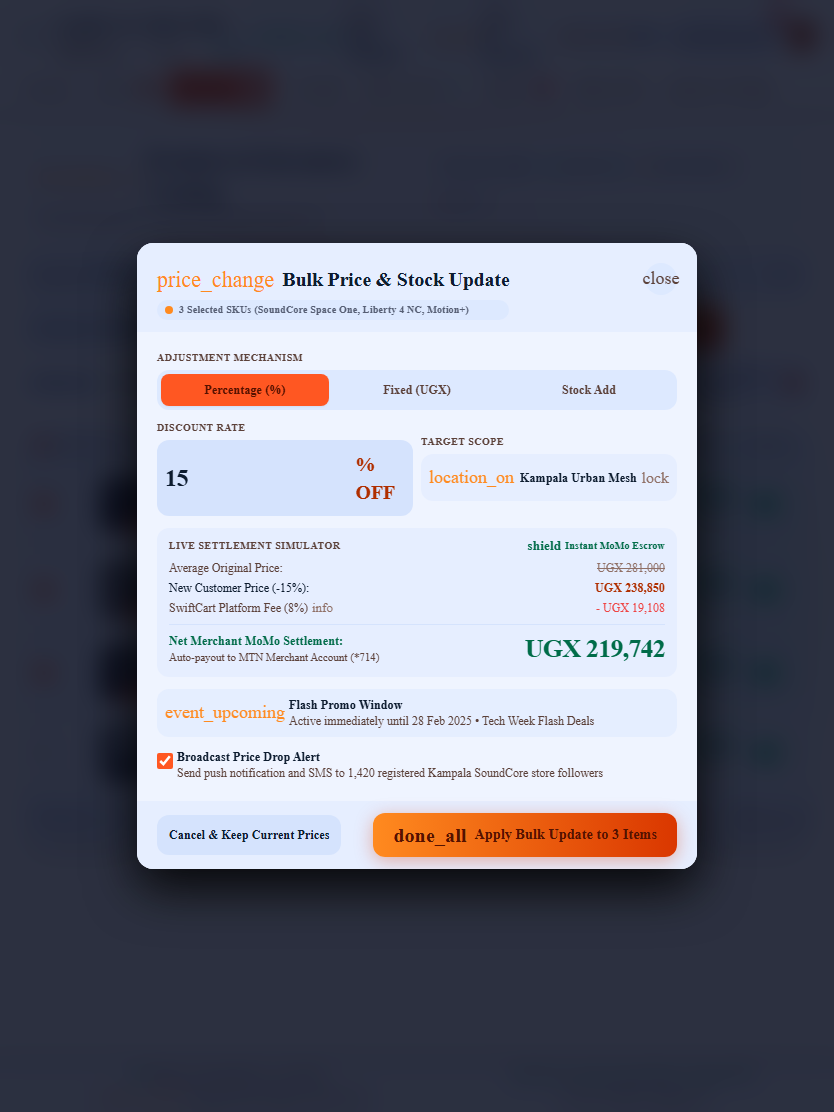 price_change Bulk Price & Stock Update close
3 Selected SKUs (SoundCore Space One, Liberty 4 NC, Motion+)
ADJUSTMENT MECHANISM
Percentage (%) Fixed (UGX) Stock Add
DISCOUNT RATE
TARGET SCOPE
15 % OFF
location_on Kampala Urban Mesh lock
LIVE SETTLEMENT SIMULATOR shield Instant MoMo Escrow
Average Original Price: UGX 281,000
New Customer Price (-15%): UGX 238,850
SwiftCart Platform Fee (8%) info - UGX 19,108
Net Merchant MoMo Settlement: UGX 219,742
Auto-payout to MTN Merchant Account (*714)
event_upcoming Flash Promo Window
Active immediately until 28 Feb 2025 • Tech Week Flash Deals
Broadcast Price Drop Alert
Send push notification and SMS to 1,420 registered Kampala SoundCore store followers
Cancel & Keep Current Prices done_all Apply Bulk Update to 3 Items